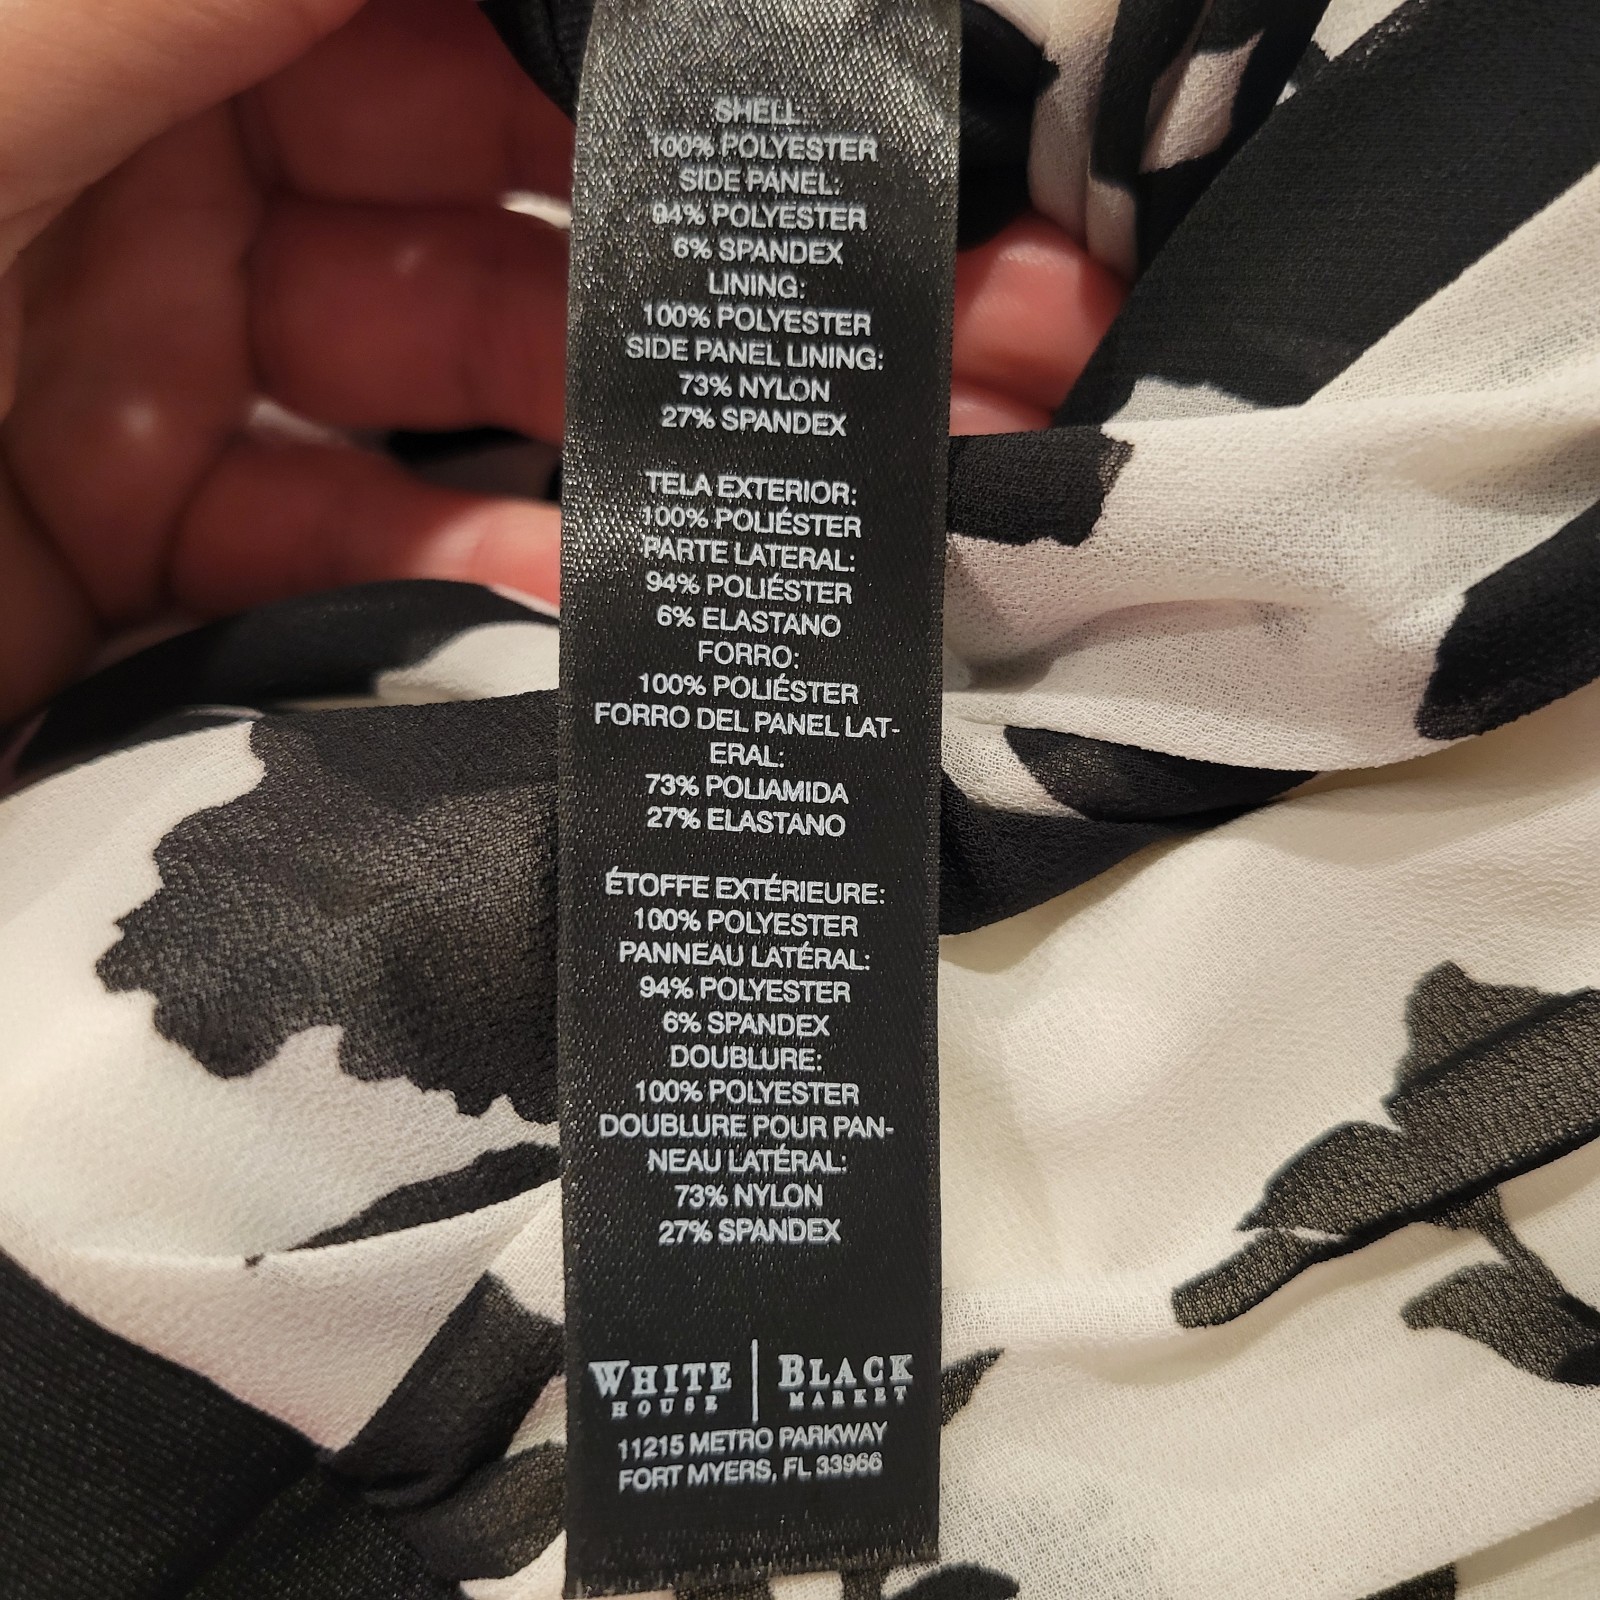 SHELL:
100% POLYESTER
SIDE PANEL:
94% POLYESTER
6% SPANDEX
LINING:
100% POLYESTER
SIDE PANEL LINING:
73% NYLON
27% SPANDEX
TELA EXTERIOR:
100% POLIÉSTER
PARTE LATERAL:
94% POLIÉSTER
6% ELASTANO
FORRO:
100% POLIÉSTER
FORRO DEL PANEL LAT-
ERAL:
73% POLIAMIDA
27% ELASTANO
ÉTOFFE EXTÉRIEURE:
100% POLYESTER
PANNEAU LATÉRAL:
94% POLYESTER
6% SPANDEX
DOUBLURE:
100% POLYESTER
DOUBLURE POUR PAN-
NEAU LATÉRAL:
73% NYLON
27% SPANDEX
WHITE HOUSE | BLACK MARKET
11215 METRO PARKWAY
FORT MYERS, FL 33966